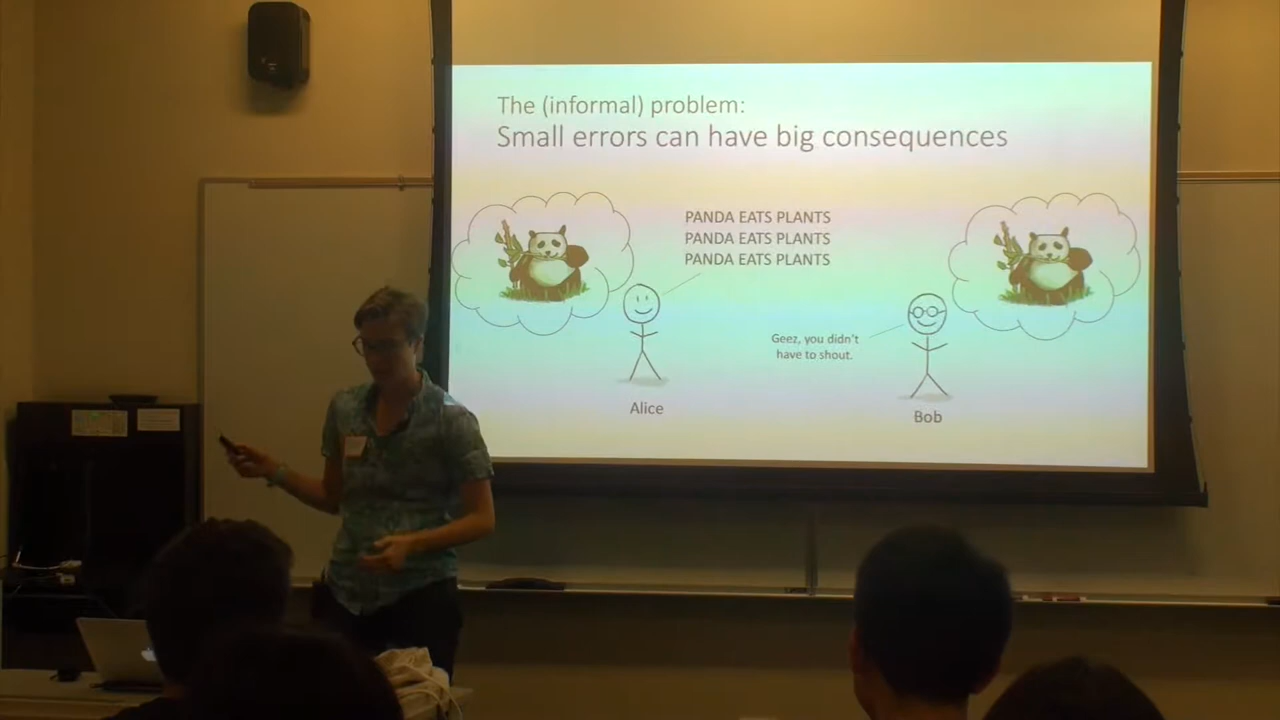 The (informal) problem:
Small errors can have big consequences
PANDA EATS PLANTS
PANDA EATS PLANTS
PANDA EATS PLANTS
Geez, you didn't
have to shout.
Alice
Bob